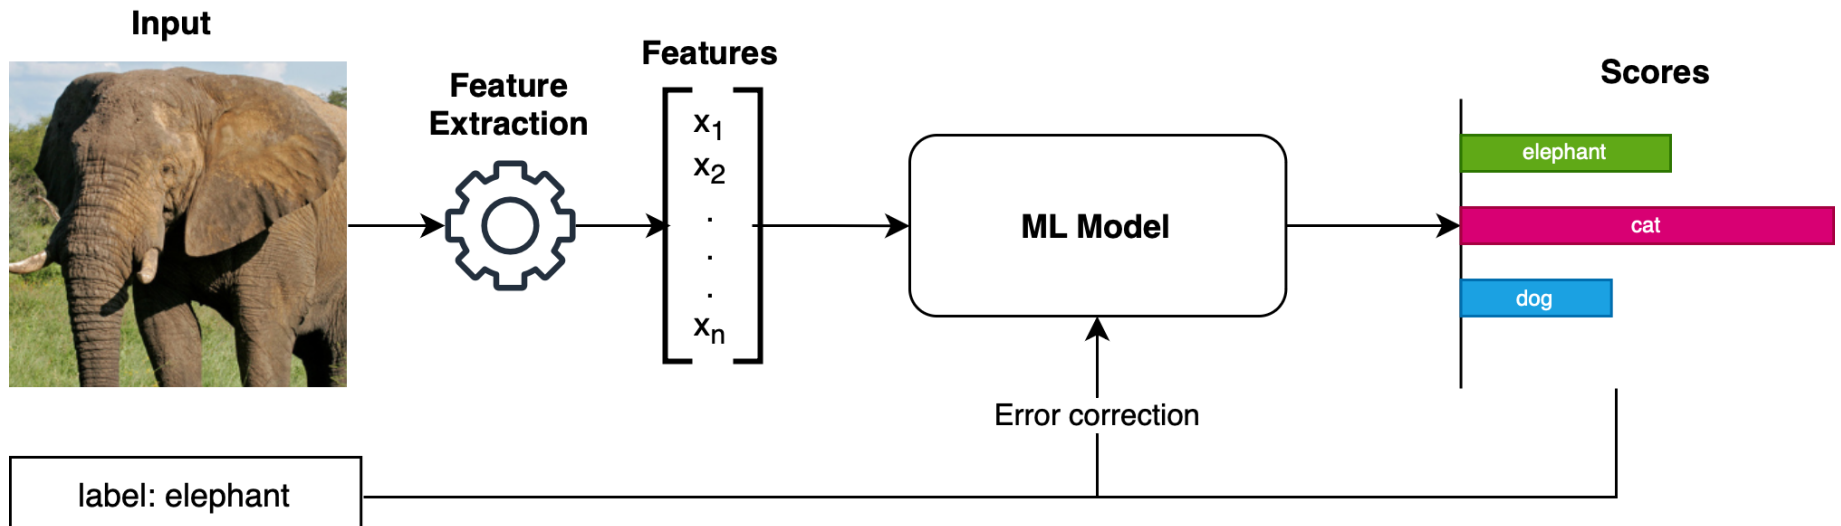 Input
Feature
Extraction
Features
x1
x2
.
.
.
xn
ML Model
Scores
elephant
cat
dog
Error correction
label: elephant